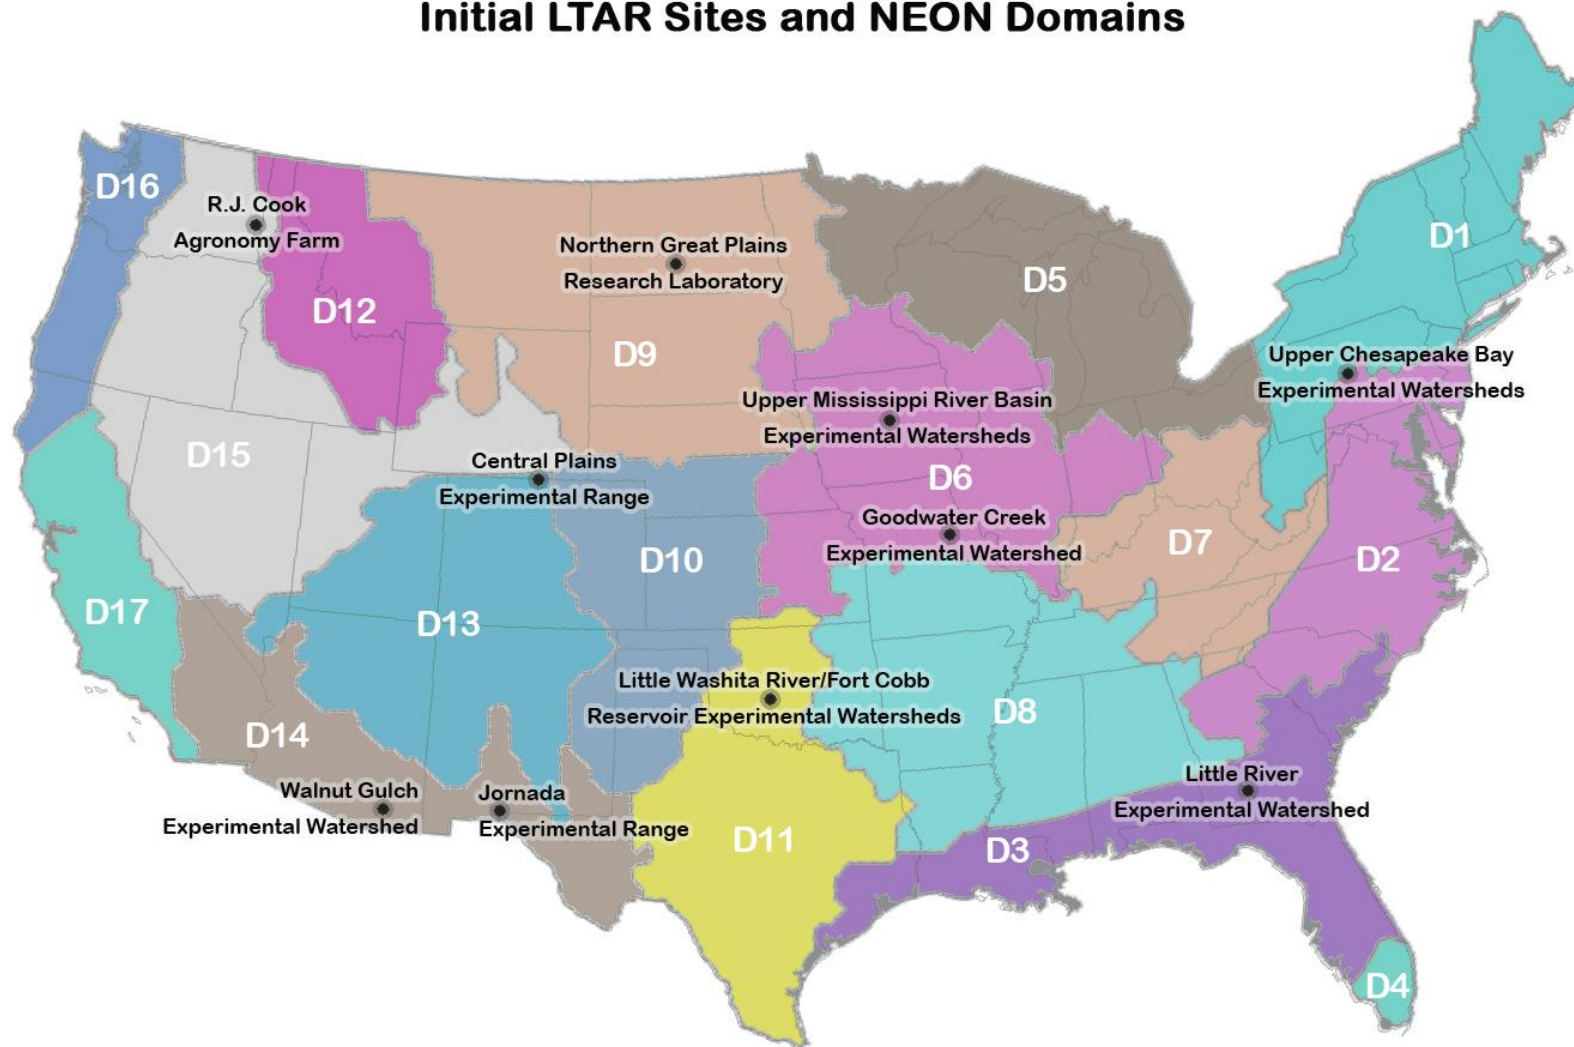 Initial LTAR Sites and NEON Domains
D16
R.J. Cook
Agronomy Farm
D12
Northern Great Plains
Research Laboratory
D9
D5
D1
Upper Chesapeake Bay
Experimental Watersheds
Upper Mississippi River Basin
Experimental Watersheds
D15
Central Plains
Experimental Range
D6
Goodwater Creek
Experimental Watershed
D10
D7
D2
D17
D13
Little Washita River/Fort Cobb
Reservoir Experimental Watersheds
D8
D14
Walnut Gulch
Experimental Watershed
Jornada
Experimental Range
Little River
Experimental Watershed
D11
D3
D4